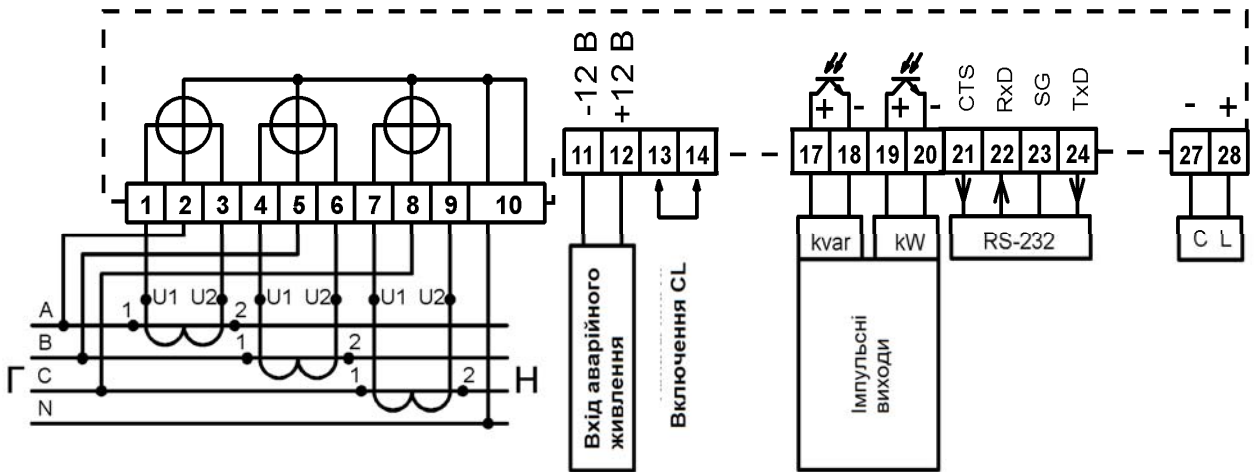 -12 В
+12 В
CTS
RxD
SG
TxD
+ -
+ -
- +
1 2 3 4 5 6 7 8 9 10
11 12 13 14
17 18 19 20 21 22 23 24
27 28
kvar
kW
RS-232
C L
U1 U2 U1 U2 U1 U2
A 1 2
B 1 2
Г C 1 2 Н
N
Вхід аварійного
живлення
Включення CL
Імпульсні
виходи